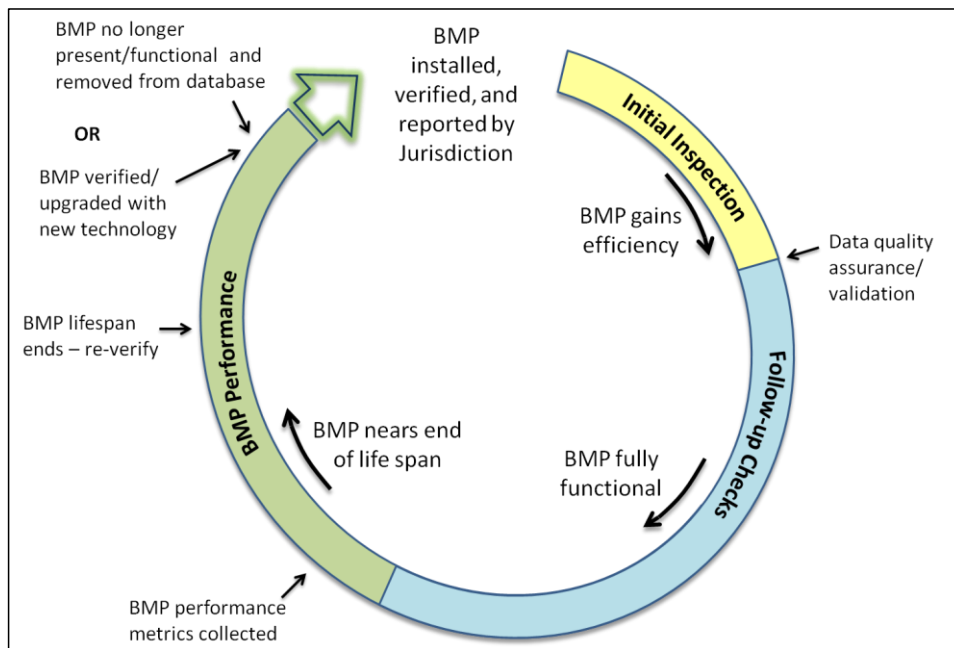 BMP
installed,
verified, and
reported by
Jurisdiction
Initial Inspection
BMP gains
efficiency
Data quality
assurance/
validation
Follow-up Checks
BMP fully
functional
BMP performance
metrics collected
BMP nears end
of life span
BMP Performance
BMP lifespan
ends – re-verify
BMP verified/
upgraded with
new technology
OR
BMP no longer
present/functional and
removed from database